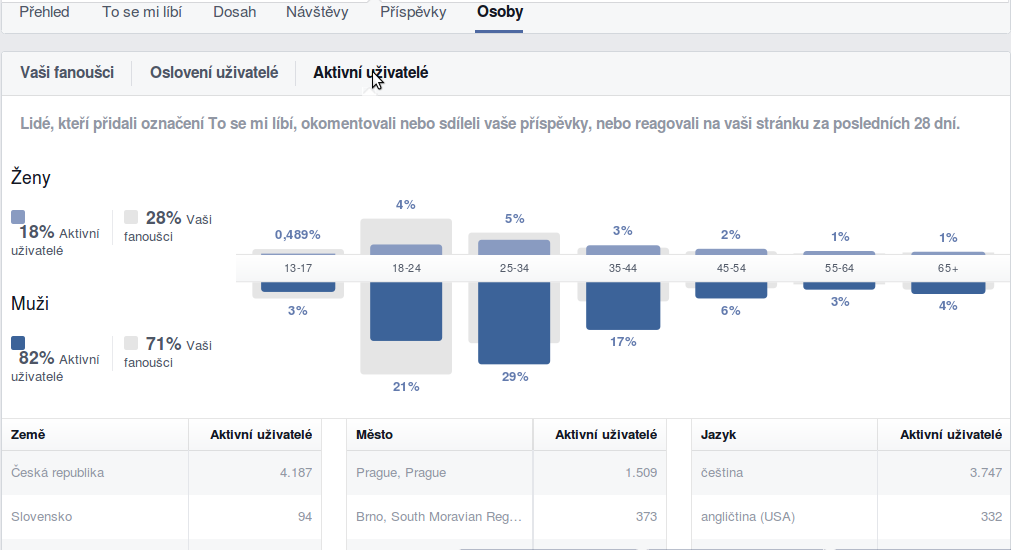 Přehled To se mi líbí Dosah Návštěvy Příspěvky Osoby
Vaši fanoušci Oslovení uživatelé Aktivní uživatelé
Lidé, kteří přidali označení To se mi líbí, okomentovali nebo sdíleli vaše příspěvky, nebo reagovali na vaši stránku za posledních 28 dní.
Ženy
18% Aktivní uživatelé
28% Vaši fanoušci
0,489% 4% 5% 3% 2% 1% 1%
13-17 18-24 25-34 35-44 45-54 55-64 65+
Muži
82% Aktivní uživatelé
71% Vaši fanoušci
3% 21% 29% 17% 6% 3% 4%
Země Aktivní uživatelé Město Aktivní uživatelé Jazyk Aktivní uživatelé
Česká republika 4.187 Prague, Prague 1.509 čeština 3.747
Slovensko 94 Brno, South Moravian Reg… 373 angličtina (USA) 332